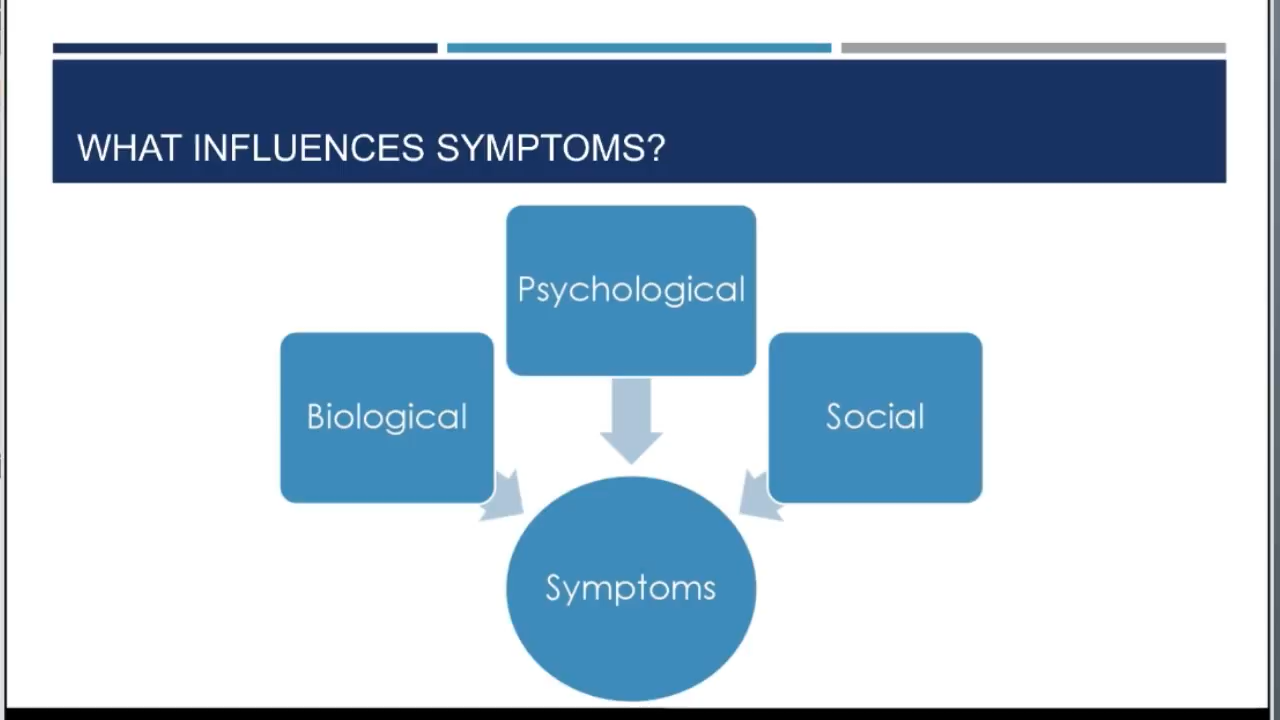 WHAT INFLUENCES SYMPTOMS?
Psychological
Biological
Social
Symptoms